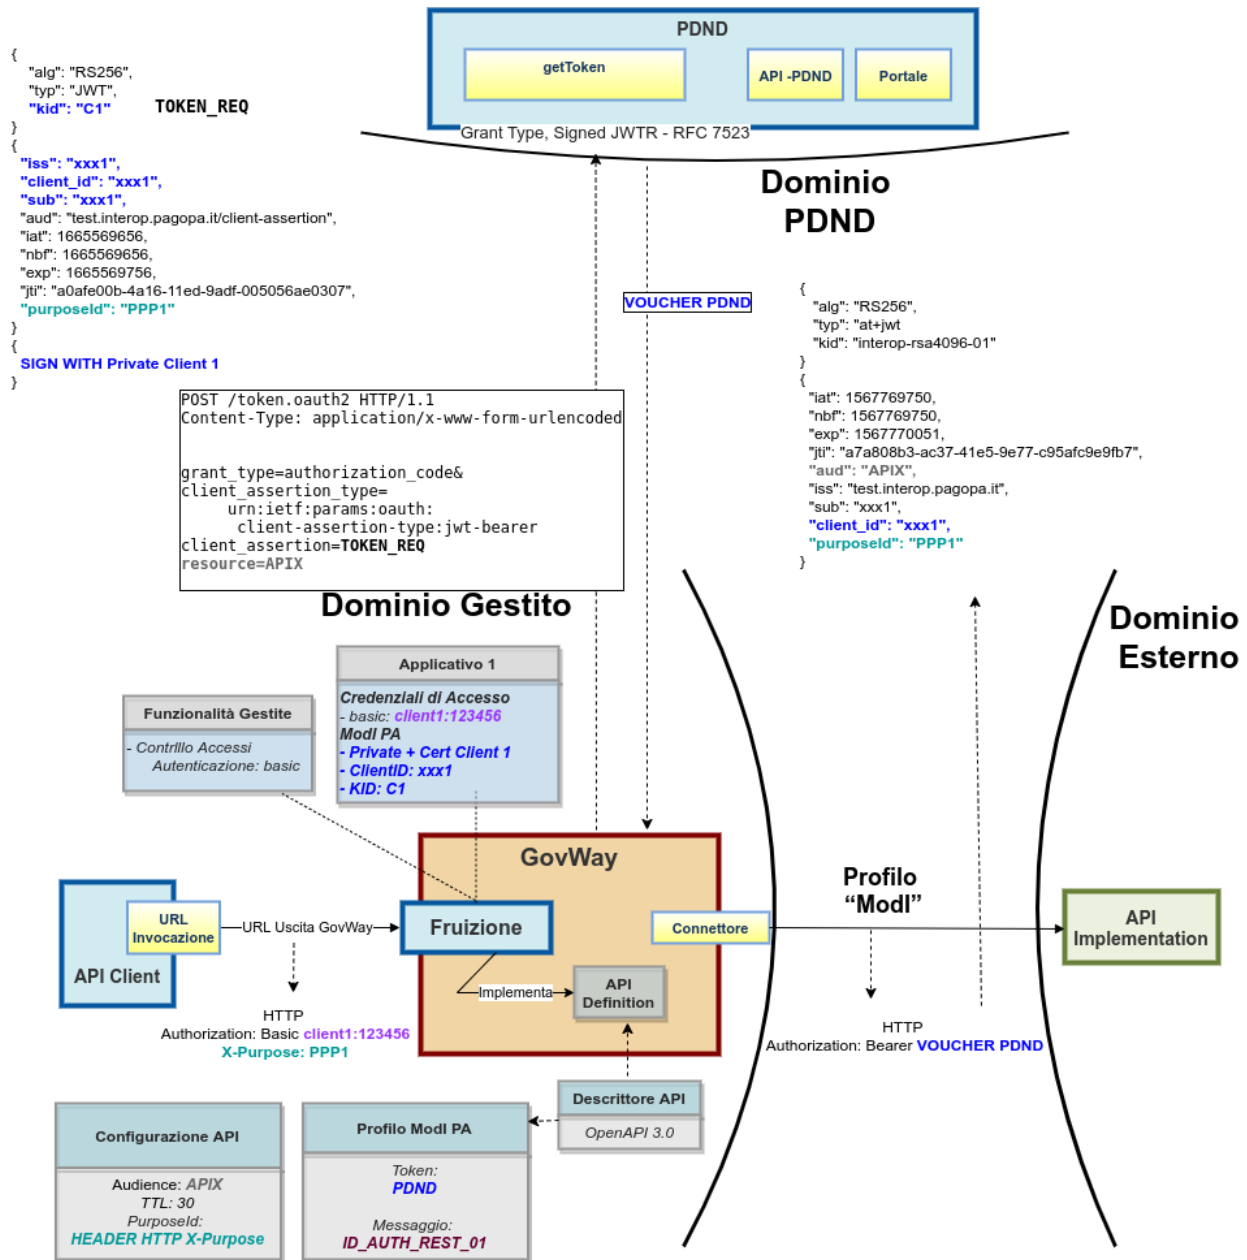 PDND
getToken
API -PDND
Portale
Grant Type, Signed JWTR - RFC 7523
{
"alg": "RS256",
"typ": "JWT",
"kid": "C1"
TOKEN_REQ
}
{
"iss": "xxx1",
"client_id": "xxx1",
"sub": "xxx1",
"aud": "test.interop.pagopa.it/client-assertion",
"iat": 1665569656,
"nbf": 1665569656,
"exp": 1665569756,
"jti": "a0afe00b-4a16-11ed-9adf-005056ae0307",
"purposeId": "PPP1"
}
{
SIGN WITH Private Client 1
}
Dominio
PDND
VOUCHER PDND
{
"alg": "RS256",
"typ": "at+jwt
"kid": "interop-rsa4096-01"
}
{
"iat": 1567769750,
"nbf": 1567769750,
"exp": 1567770051,
"jti": "a7a808b3-ac37-41e5-9e77-c95afc9e9fb7",
"aud": "APIX",
"iss": "test.interop.pagopa.it",
"sub": "xxx1",
"client_id": "xxx1",
"purposeId": "PPP1"
}
POST /token.oauth2 HTTP/1.1
Content-Type: application/x-www-form-urlencoded
grant_type=authorization_code&
client_assertion_type=
urn:ietf:params:oauth:
client-assertion-type:jwt-bearer
client_assertion=TOKEN_REQ
resource=APIX
Dominio Gestito
Dominio
Esterno
Applicativo 1
Credenziali di Accesso
- basic: client1:123456
ModI PA
- Private + Cert Client 1
- ClientID: xxx1
- KID: C1
Funzionalità Gestite
- Contrlllo Accessi
Autenticazione: basic
GovWay
Profilo
“ModI”
URL
Invocazione
API Client
URL Uscita GovWay
Fruizione
Connettore
API
Implementation
Implementa
API
Definition
HTTP
Authorization: Basic client1:123456
X-Purpose: PPP1
HTTP
Authorization: Bearer VOUCHER PDND
Descrittore API
OpenAPI 3.0
Configurazione API
Audience: APIX
TTL: 30
PurposeId:
HEADER HTTP X-Purpose
Profilo ModI PA
Token:
PDND
Messaggio:
ID_AUTH_REST_01